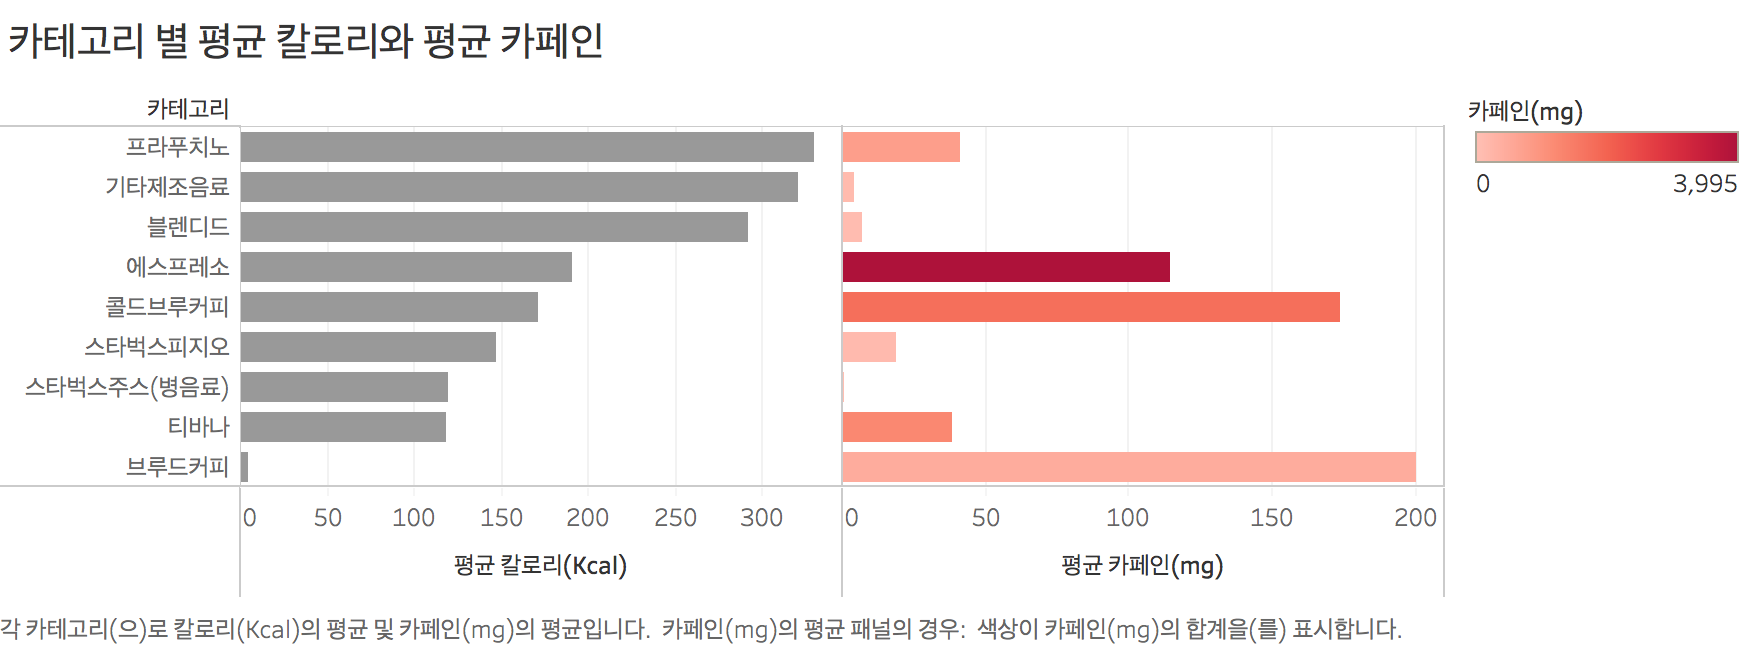 카테고리 별 평균 칼로리와 평균 카페인
카테고리
프라푸치노
기타제조음료
블렌디드
에스프레소
콜드브루커피
스타벅스피지오
스타벅스주스(병음료)
티바나
브루드커피
0 50 100 150 200 250 300
평균 칼로리(Kcal)
0 50 100 150 200
평균 카페인(mg)
카페인(mg)
0 3,995
각 카테고리(으)로 칼로리(Kcal)의 평균 및 카페인(mg)의 평균입니다. 카페인(mg)의 평균 패널의 경우: 색상이 카페인(mg)의 합계을(를) 표시합니다.